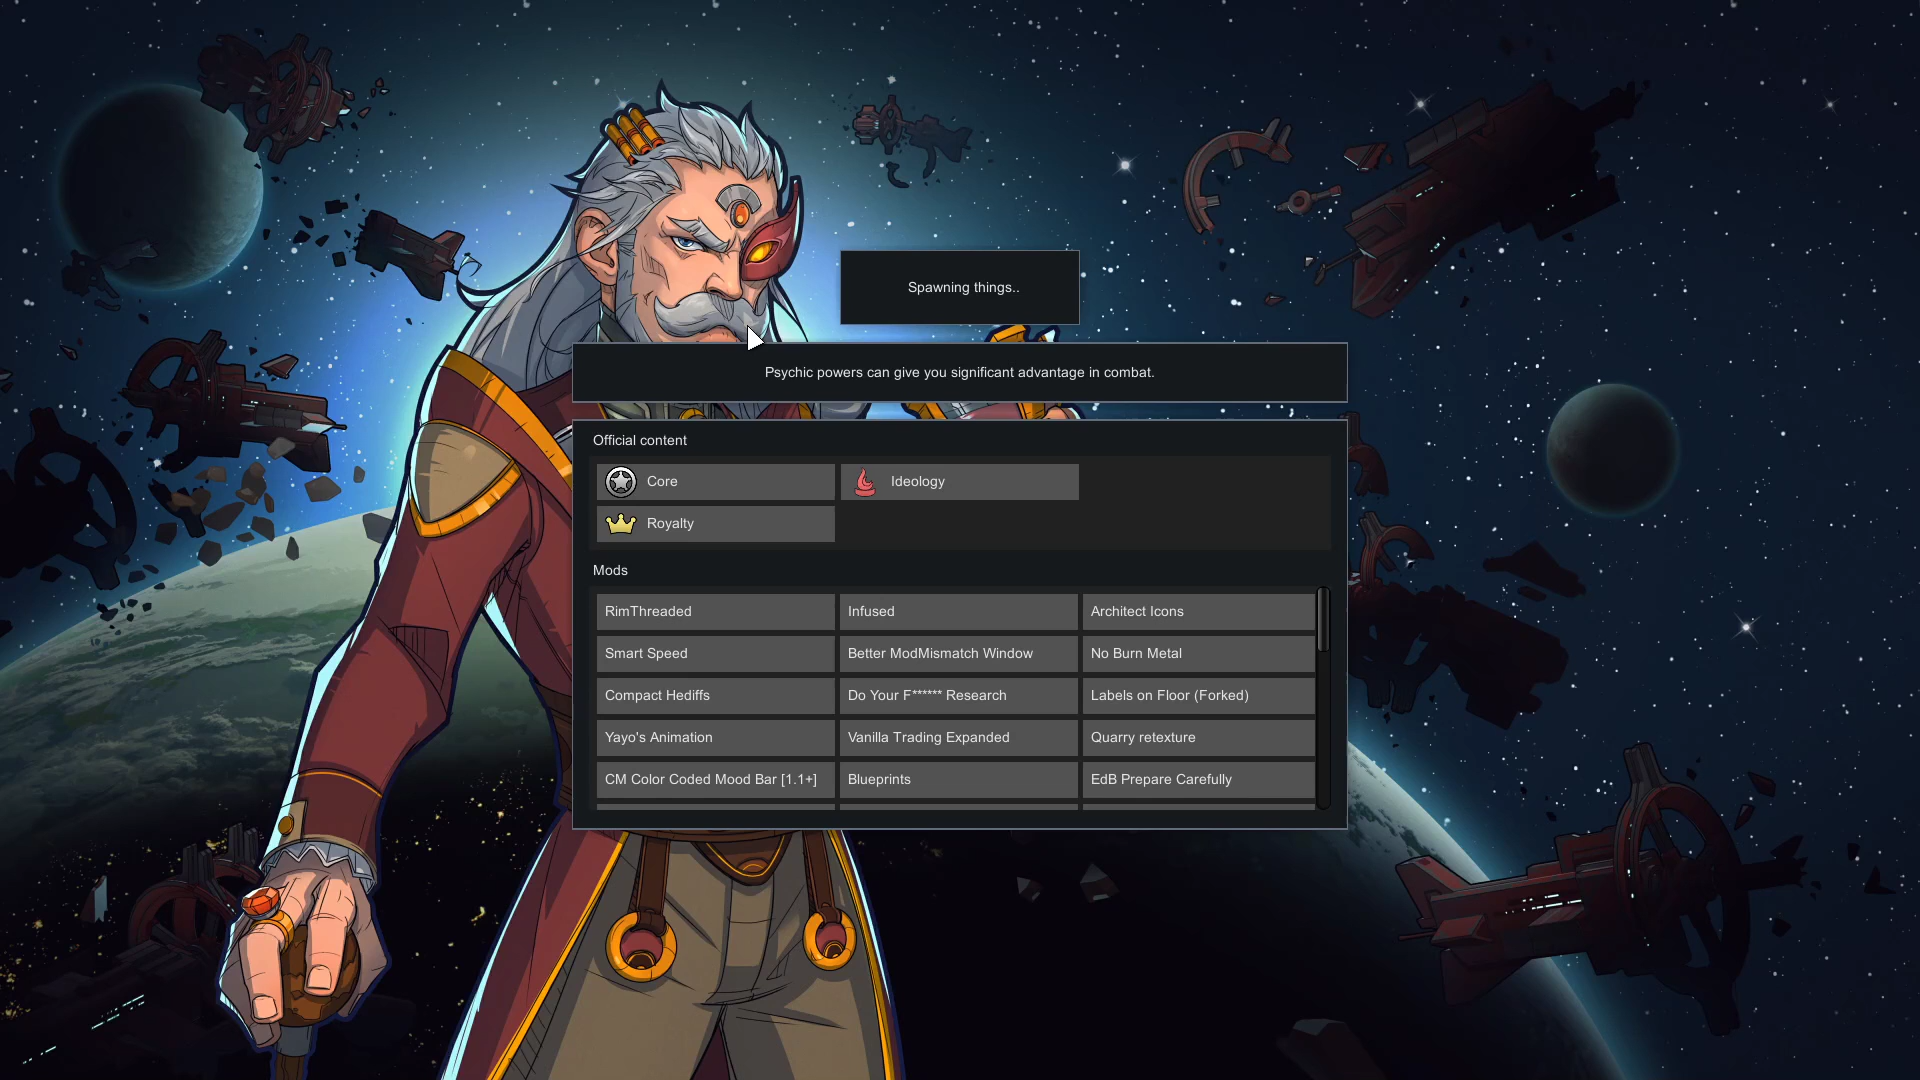 Spawning things..
Psychic powers can give you significant advantage in combat.
Official content
Core
Ideology
Royalty
Mods
RimThreaded
Infused
Architect Icons
Smart Speed
Better ModMismatch Window
No Burn Metal
Compact Hediffs
Do Your F****** Research
Labels on Floor (Forked)
Yayo's Animation
Vanilla Trading Expanded
Quarry retexture
CM Color Coded Mood Bar [1.1+]
Blueprints
EdB Prepare Carefully